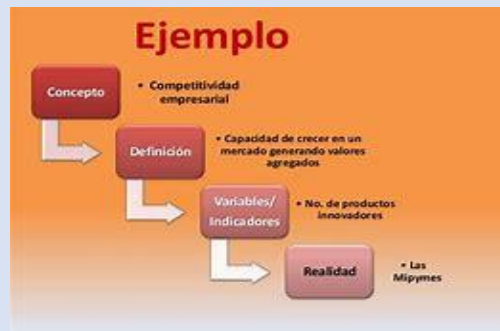 Ejemplo
Concepto
• Competitividad
empresarial
Definición
• Capacidad de crecer en un
mercado generando valores
agregados
Variables/
Indicadores
• No. de productos
innovadores
Realidad
• Las
Mipymes